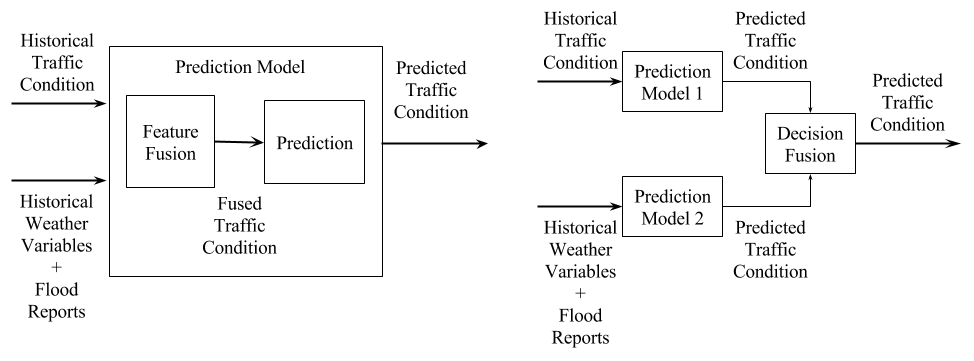 Historical
Traffic
Condition
Prediction Model
Feature
Fusion
Prediction
Fused
Traffic
Condition
Historical
Weather
Variables
+
Flood
Reports
Predicted
Traffic
Condition
Historical
Traffic
Condition
Prediction
Model 1
Predicted
Traffic
Condition
Decision
Fusion
Predicted
Traffic
Condition
Prediction
Model 2
Historical
Weather
Variables
+
Flood
Reports
Predicted
Traffic
Condition